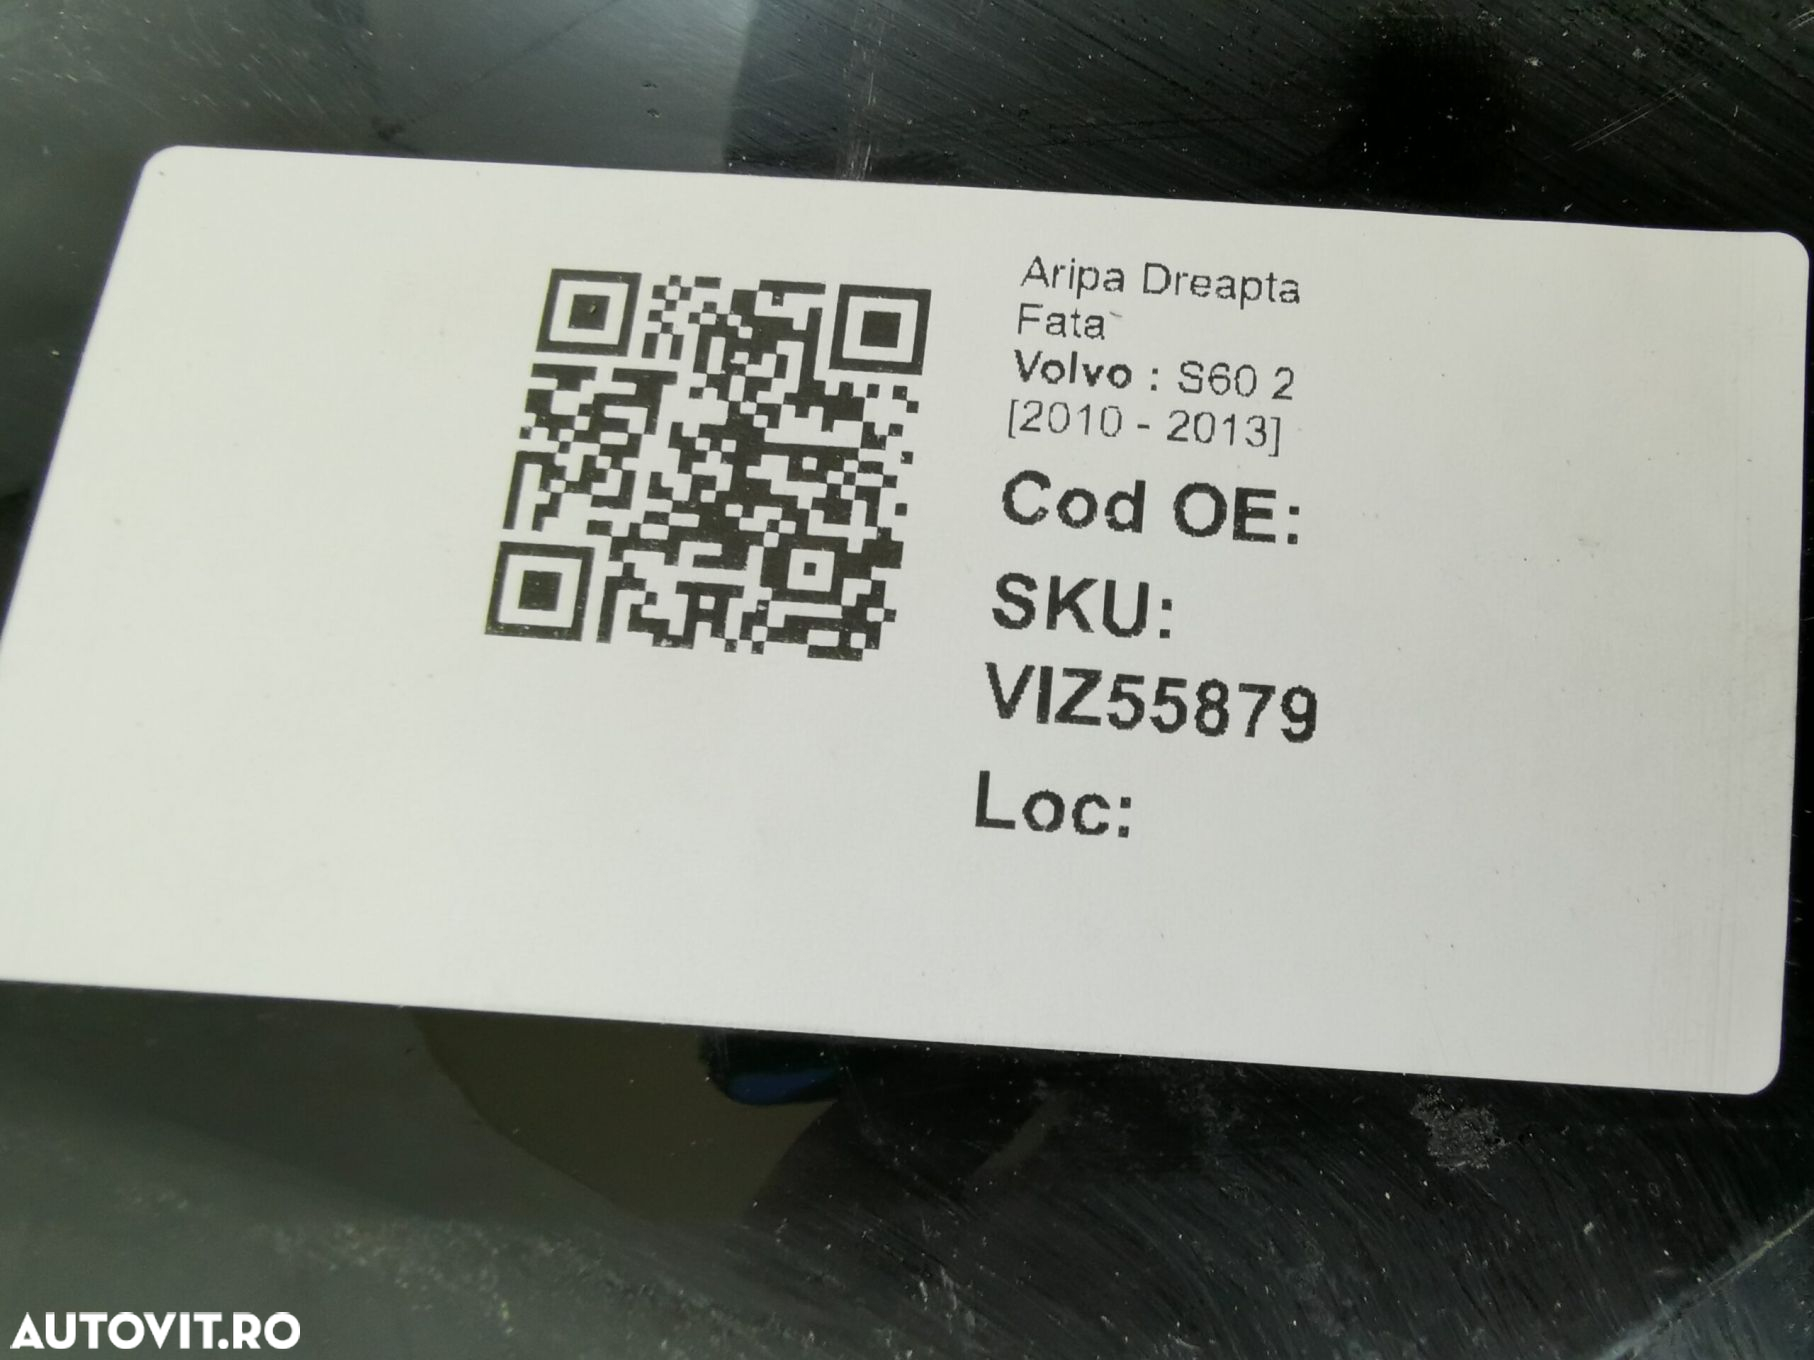 Aripa Dreapta
Fata
Volvo : S60 2
[2010 - 2013]
Cod OE:
SKU:
VIZ55879
Loc:
AUTOVIT.RO